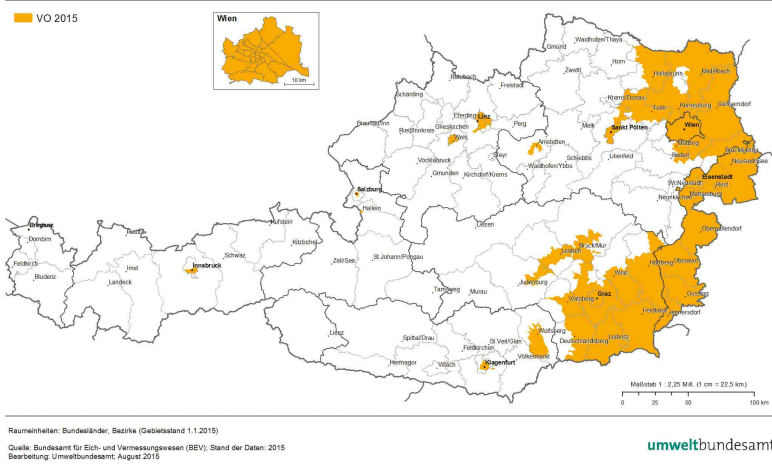 VO 2015
Wien
10 km
Waidhofen/Thaya
Gmünd
Horn
Zwettl
Hollabrunn
Mistelbach
Rohrbach
Freistadt
Schärding
Krems/Donau
Korneuburg
Gänserndorf
Tulln
Eferding
Linz
Braunau/Inn
Grieskirchen
Ried/Innkreis
Perg
Wels
Melk
Sankt Pölten
Wien
Amstetten
Mödling
Baden
Bruck/Leitha
Neusiedl/See
Vöcklabruck
Steyr
Scheibbs
Lilienfeld
Waidhofen/Ybbs
Gmunden
Kirchdorf/Krems
Eisenstadt
Wr.Neustadt
Rust
Mattersburg
Neunkirchen
Salzburg
Hallein
Liezen
Oberpullendorf
Bregenz
Dornbirn
Reutte
Kufstein
Kitzbühel
Bruck/Mur
Leoben
Feldkirch
Bludenz
Imst
Landeck
Innsbruck
Schwaz
Zell/See
St.Johann/Pongau
Hartberg
Oberwart
Weiz
Judenburg
Murau
Tamsweg
Voitsberg
Graz
Güssing
Feldbach
Jennersdorf
Lienz
Spittal/Drau
St.Veit/Glan
Wolfsberg
Feldkirchen
Deutschlandsberg
Leibnitz
Hermagor
Villach
Klagenfurt
Völkermarkt
Maßstab 1 : 2,25 Mill. (1 cm = 22,5 km)
0 50 100 km
Raumeinheiten: Bundesländer, Bezirke (Gebietsstand 1.1.2015)
Quelle: Bundesamt für Eich- und Vermessungswesen (BEV); Stand der Daten: 2015
Bearbeitung: Umweltbundesamt; August 2015
umweltbundesamt